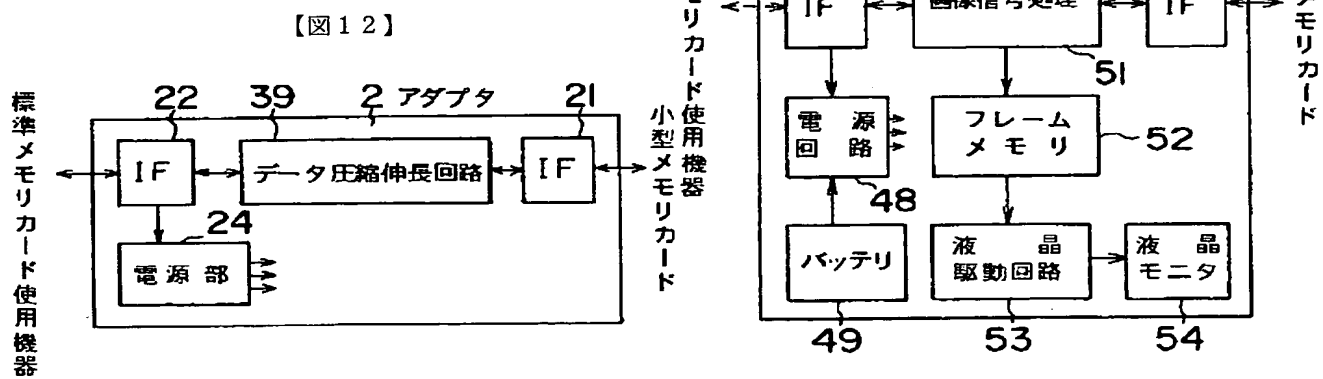 【図12】
22
39
2 アダプタ
21
標準メモリカード使用機器
IF
データ圧縮伸長回路
IF
小型メモリカード
24
電源部
リカード使用機器
IF
画像信号処理
IF
メモリカード
51
電源
回路
フレーム
メモリ
52
48
バッテリ
液晶
駆動回路
液晶
モニタ
49
53
54